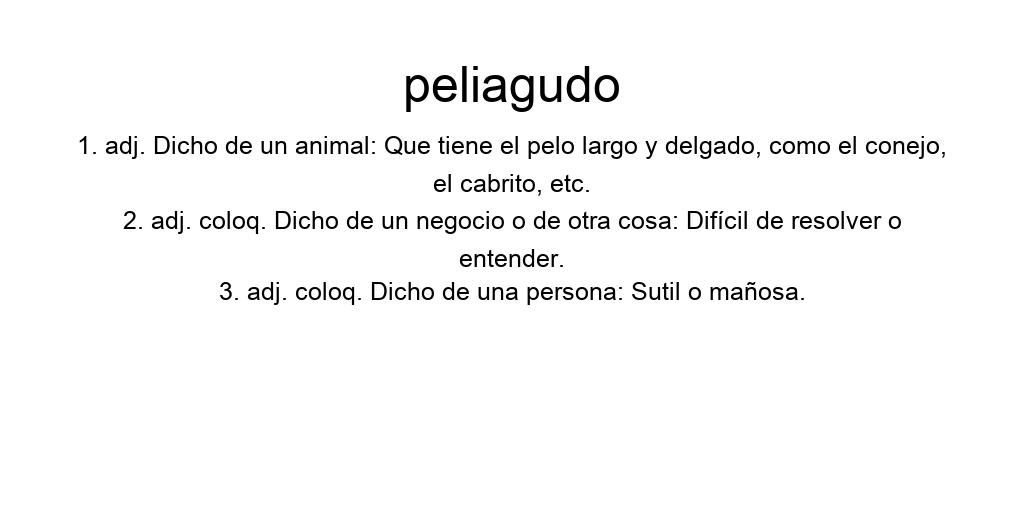 peliagudo
1. adj. Dicho de un animal: Que tiene el pelo largo y delgado, como el conejo,
el cabrito, etc.
2. adj. coloq. Dicho de un negocio o de otra cosa: Difícil de resolver o
entender.
3. adj. coloq. Dicho de una persona: Sutil o mañosa.